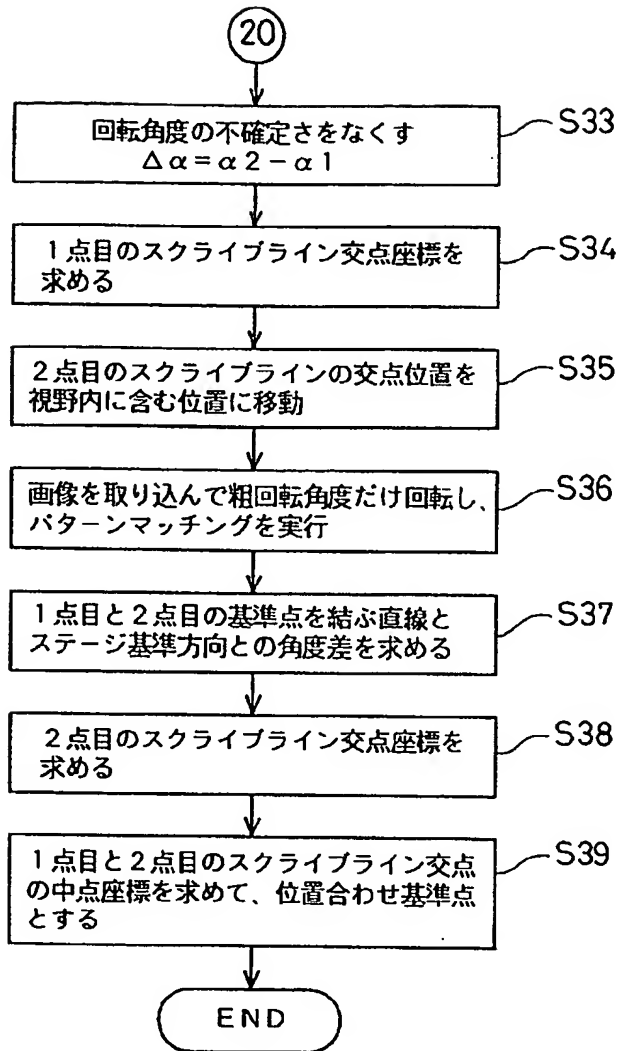 20
回転角度の不確定さをなくす
Δα=α2-α1
S33
1点目のスクライブライン交点座標を
求める
S34
2点目のスクライブラインの交点位置を
視野内に含む位置に移動
S35
画像を取り込んで粗回転角度だけ回転し、
パターンマッチングを実行
S36
1点目と2点目の基準点を結ぶ直線と
ステージ基準方向との角度差を求める
S37
2点目のスクライブライン交点座標を
求める
S38
1点目と2点目のスクライブライン交点
の中点座標を求めて、位置合わせ基準点
とする
S39
END